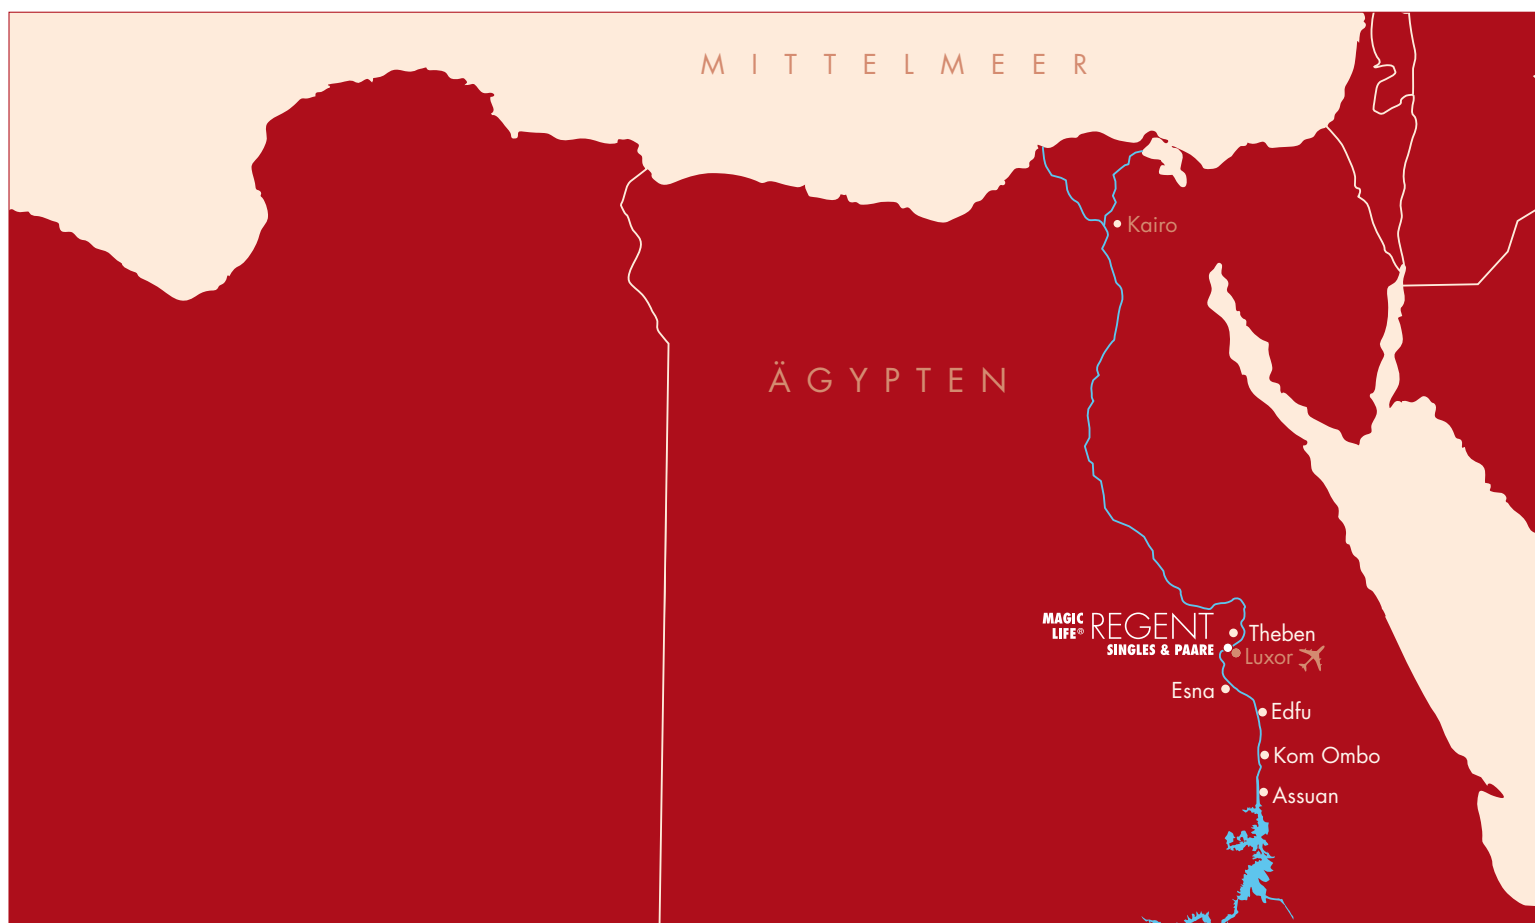 MITTELMEER
Kairo
ÄGYPTEN
MAGIC
LIFE® REGENT
SINGLES & PAARE
Theben
Luxor
Esna
Edfu
Kom Ombo
Assuan